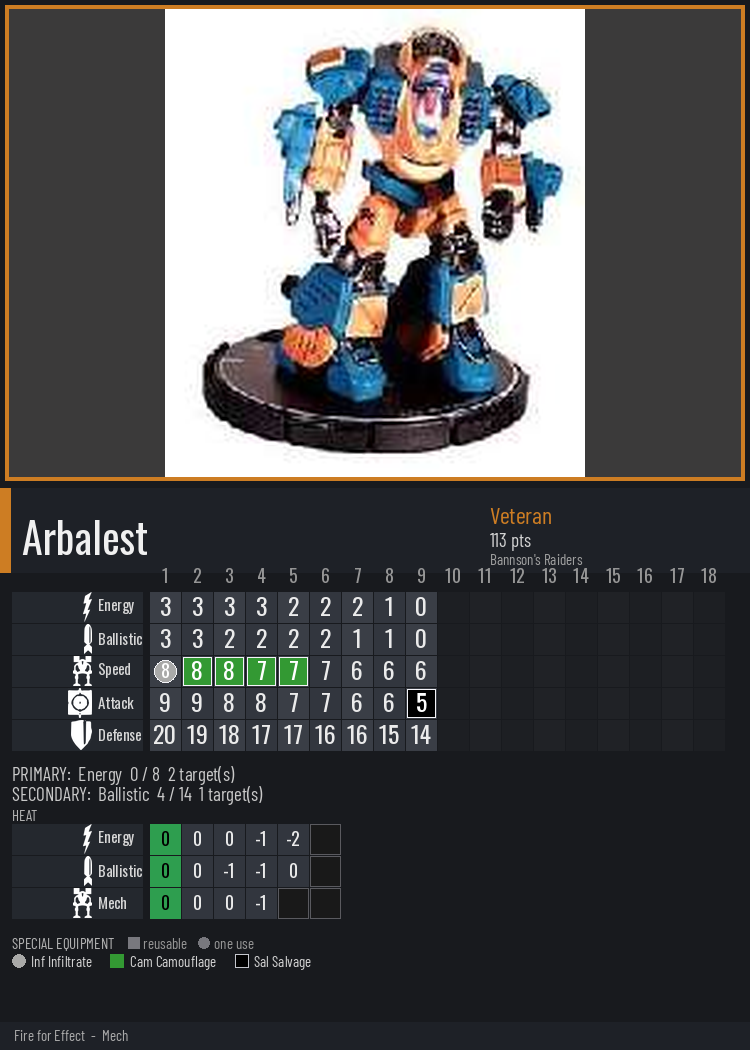 Arbalest
Veteran
113 pts
Bannson's Raiders
1 2 3 4 5 6 7 8 9 10 11 12 13 14 15 16 17 18
Energy 3 3 3 3 2 2 2 1 0
Ballistic 3 3 2 2 2 2 1 1 0
Speed 8 8 8 7 7 7 6 6 6
Attack 9 9 8 8 7 7 6 6 5
Defense 20 19 18 17 17 16 16 15 14
PRIMARY: Energy 0 / 8 2 target(s)
SECONDARY: Ballistic 4 / 14 1 target(s)
HEAT
Energy 0 0 0 -1 -2
Ballistic 0 0 -1 -1 0
Mech 0 0 0 -1
SPECIAL EQUIPMENT reusable one use
Inf Infiltrate Cam Camouflage Sal Salvage
Fire for Effect - Mech